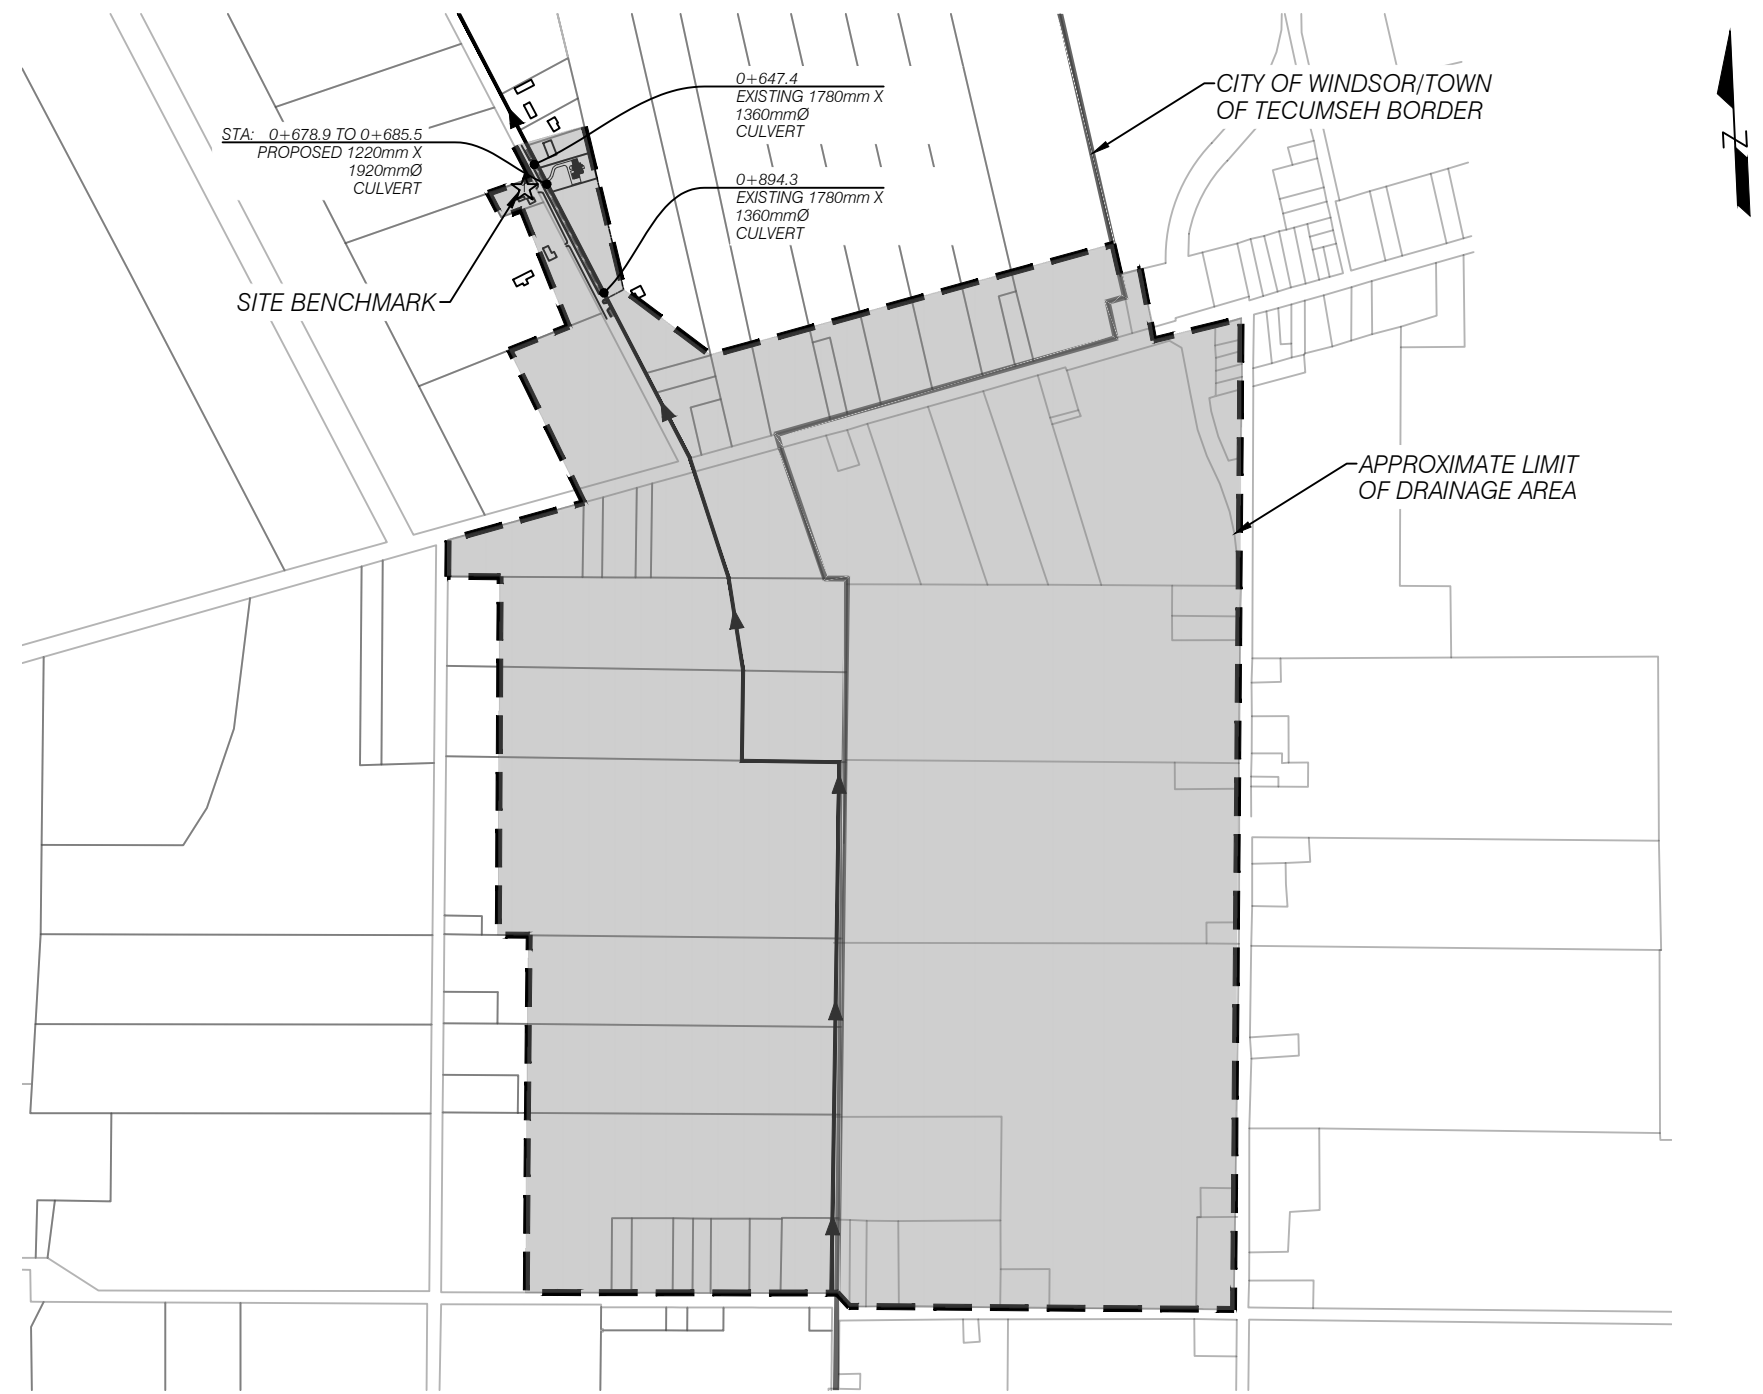 0+647.4
EXISTING 1780mm X
1360mmØ
CULVERT
CITY OF WINDSOR/TOWN
OF TECUMSEH BORDER
STA: 0+678.9 TO 0+685.5
PROPOSED 1220mm X
1920mmØ
CULVERT
0+894.3
EXISTING 1780mm X
1360mmØ
CULVERT
SITE BENCHMARK
APPROXIMATE LIMIT
OF DRAINAGE AREA
N